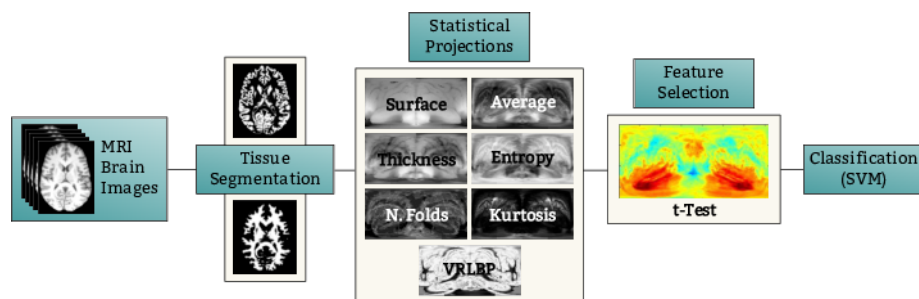 MRI
Brain
Images
Tissue
Segmentation
Statistical
Projections
Surface
Average
Thickness
Entropy
N. Folds
Kurtosis
VRLBP
Feature
Selection
t-Test
Classification
(SVM)